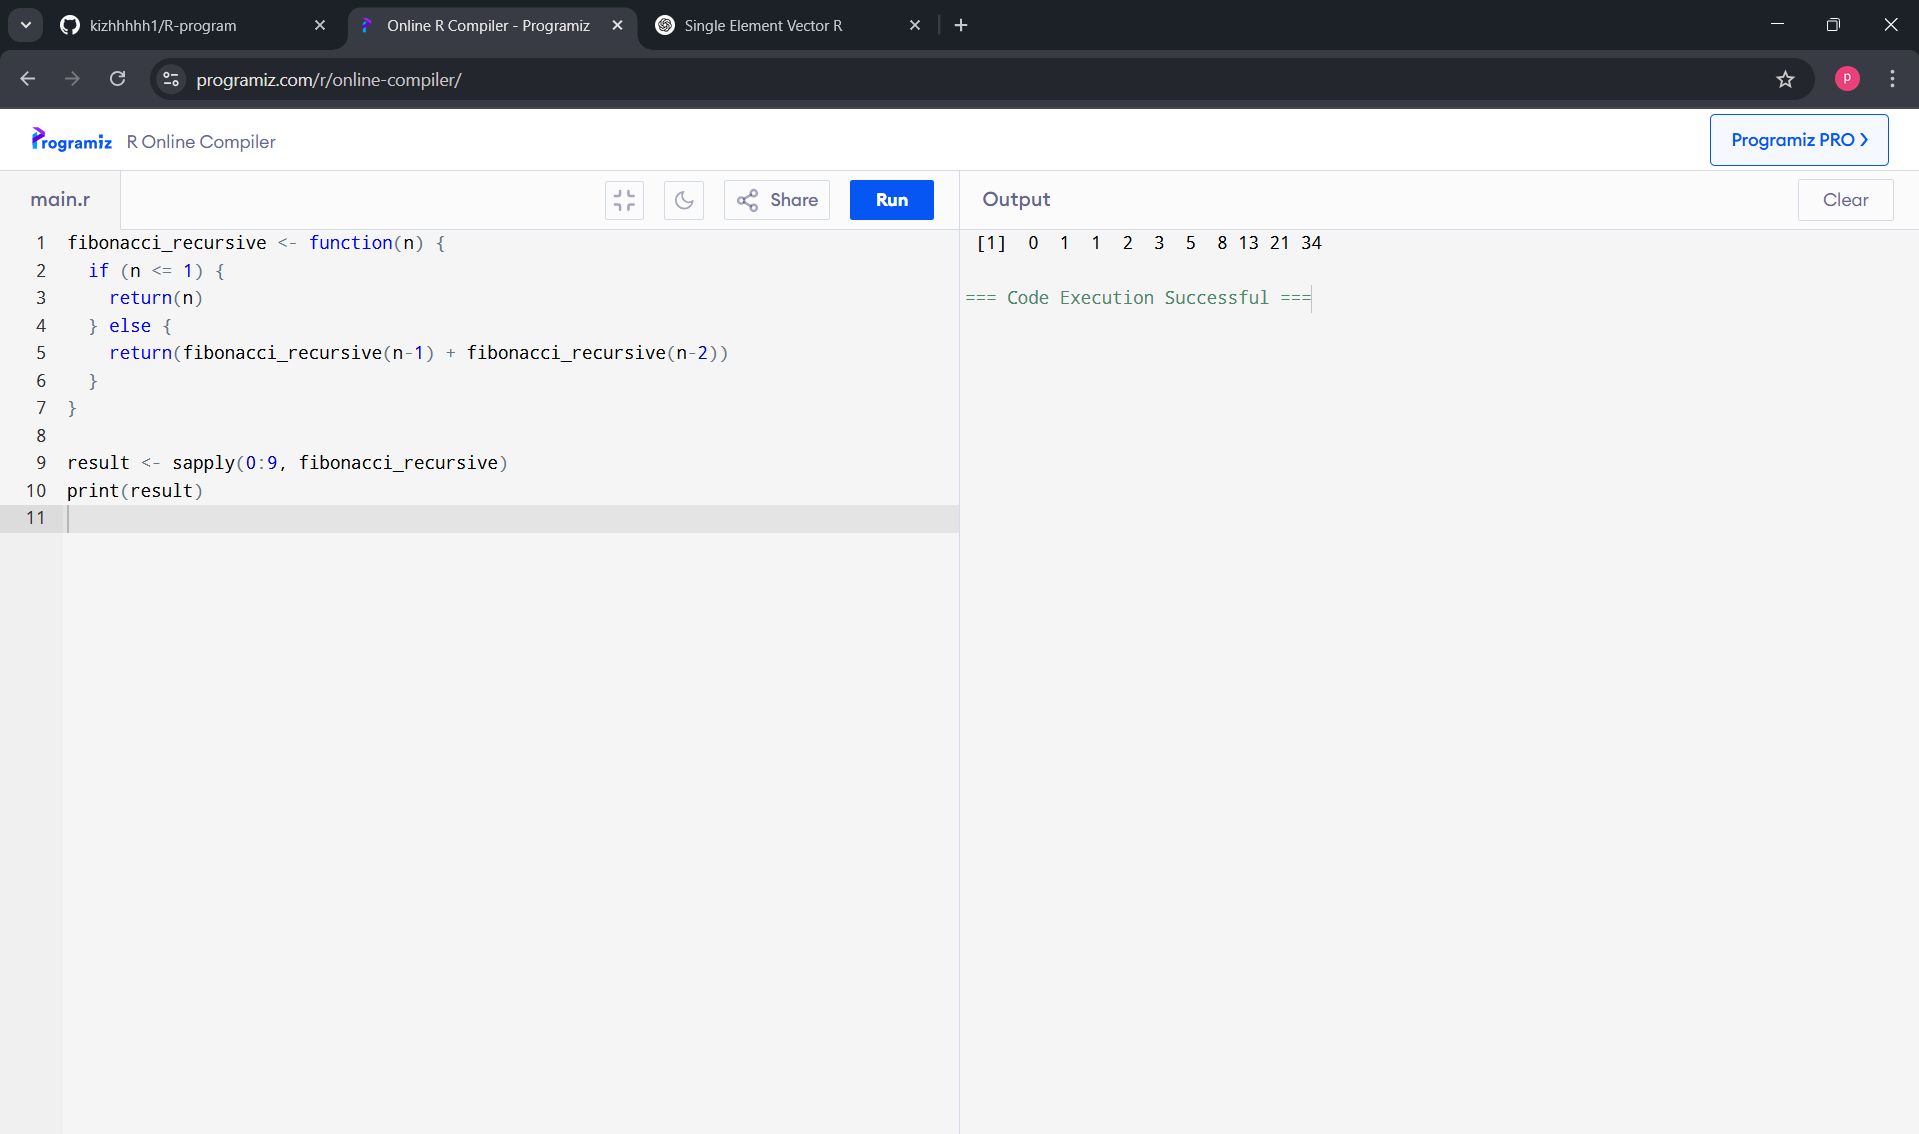 kizhhhhh1/R-program
Online R Compiler - Programiz
Single Element Vector R
programiz.com/r/online-compiler/
P
Programiz R Online Compiler
Programiz PRO
main.r
Share
Run
Output
Clear
1 fibonacci_recursive <- function(n) {
2   if (n <= 1) {
3     return(n)
4   } else {
5     return(fibonacci_recursive(n-1) + fibonacci_recursive(n-2))
6   }
7 }
8
9 result <- sapply(0:9, fibonacci_recursive)
10 print(result)
11
[1]  0  1  1  2  3  5  8 13 21 34
=== Code Execution Successful ===